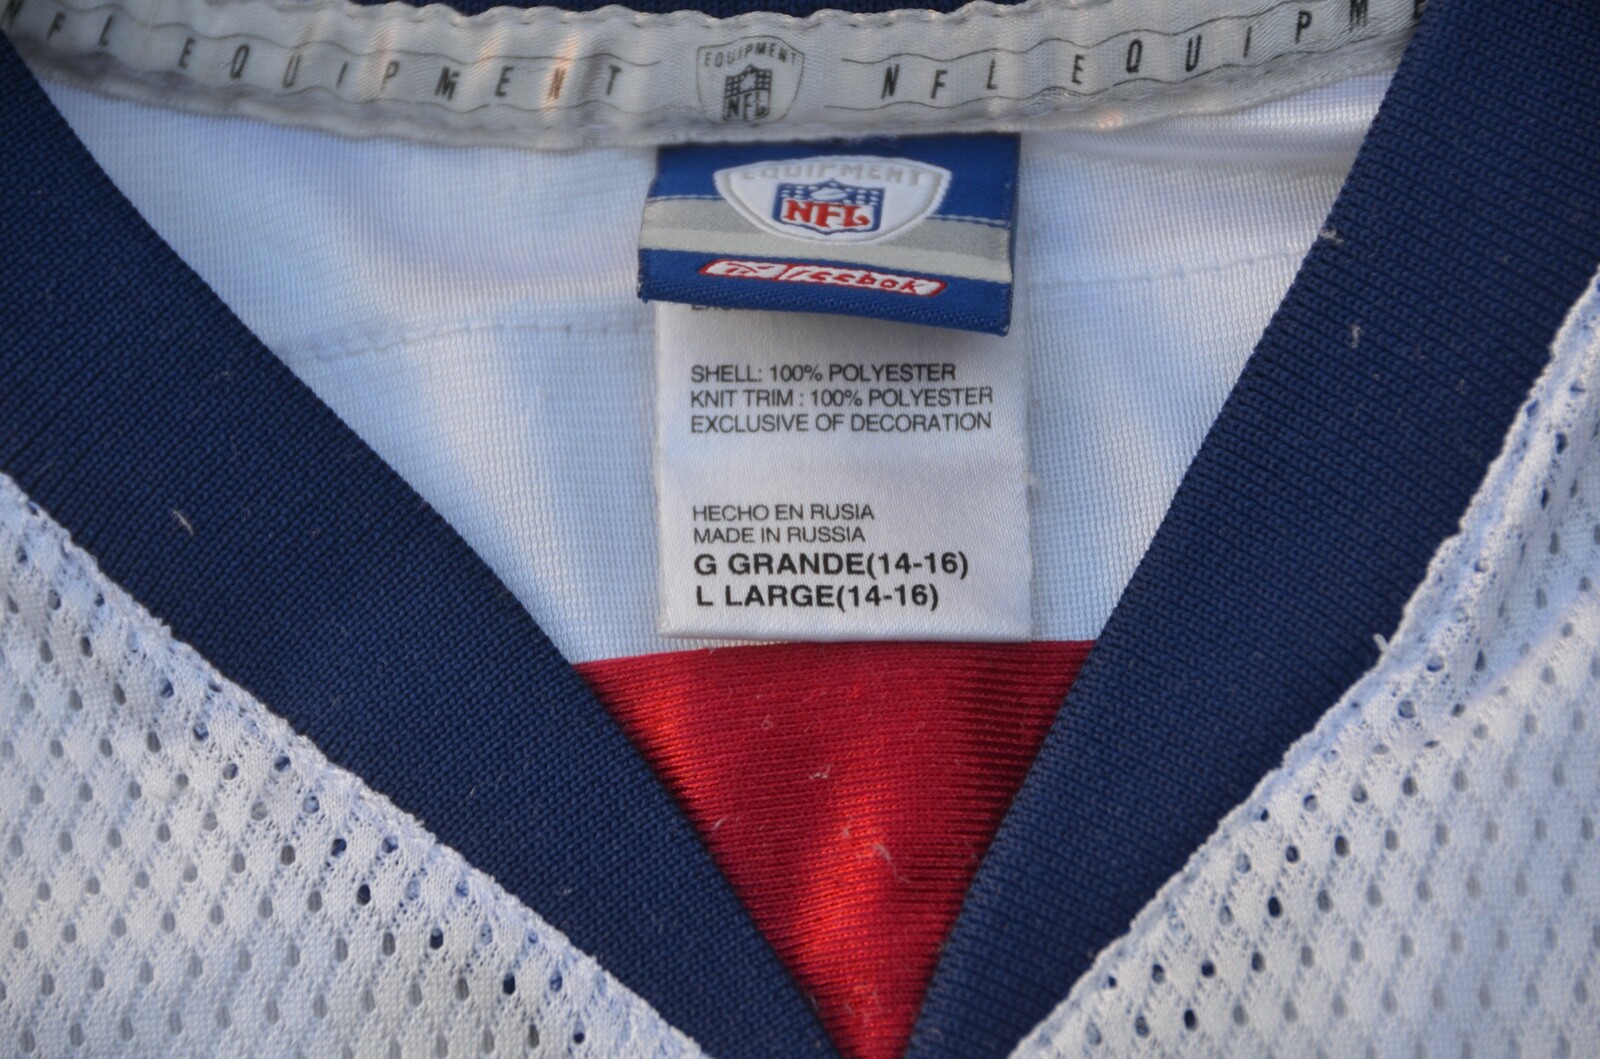 NFL EQUIPMENT
EQUIPMENT
NFL
NFL EQUIPME
EQUIPMENT
NFL
Reebok
SHELL: 100% POLYESTER
KNIT TRIM : 100% POLYESTER
EXCLUSIVE OF DECORATION
HECHO EN RUSIA
MADE IN RUSSIA
G GRANDE(14-16)
L LARGE(14-16)